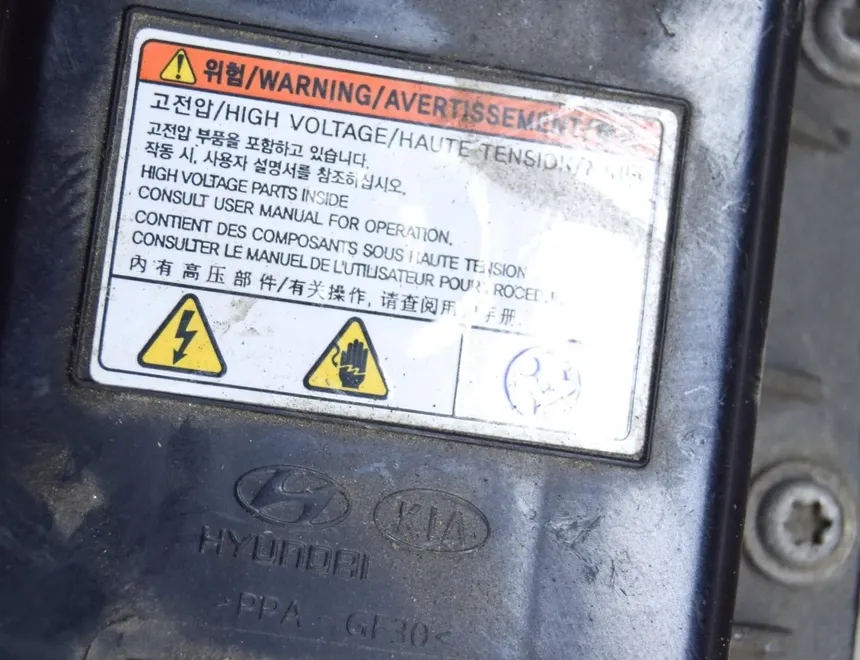 위험/WARNING/AVERTISSEMENT/
고전압/HIGH VOLTAGE/HAUTE TENSION/
고전압 부품을 포함하고 있습니다.
작동 시, 사용자 설명서를 참조하십시오.
HIGH VOLTAGE PARTS INSIDE
CONSULT USER MANUAL FOR OPERATION.
CONTIENT DES COMPOSANTS SOUS HAUTE TENSION
CONSULTER LE MANUEL DE L'UTILISATEUR POUR
内有高压部件/有关操作, 请查阅用 手册.
KIA
HYUNDAI
>PPA - GF30<